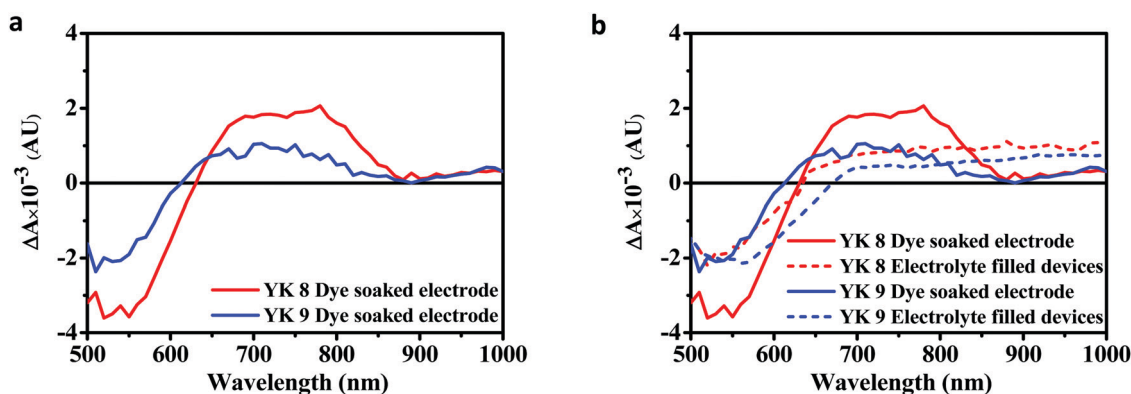 a
4
2
0
-2
-4
ΔA×10⁻³ (AU)
YK 8 Dye soaked electrode
YK 9 Dye soaked electrode
500 600 700 800 900 1000
Wavelength (nm)
b
4
2
0
-2
-4
ΔA×10⁻³ (AU)
YK 8 Dye soaked electrode
YK 8 Electrolyte filled devices
YK 9 Dye soaked electrode
YK 9 Electrolyte filled devices
500 600 700 800 900 1000
Wavelength (nm)